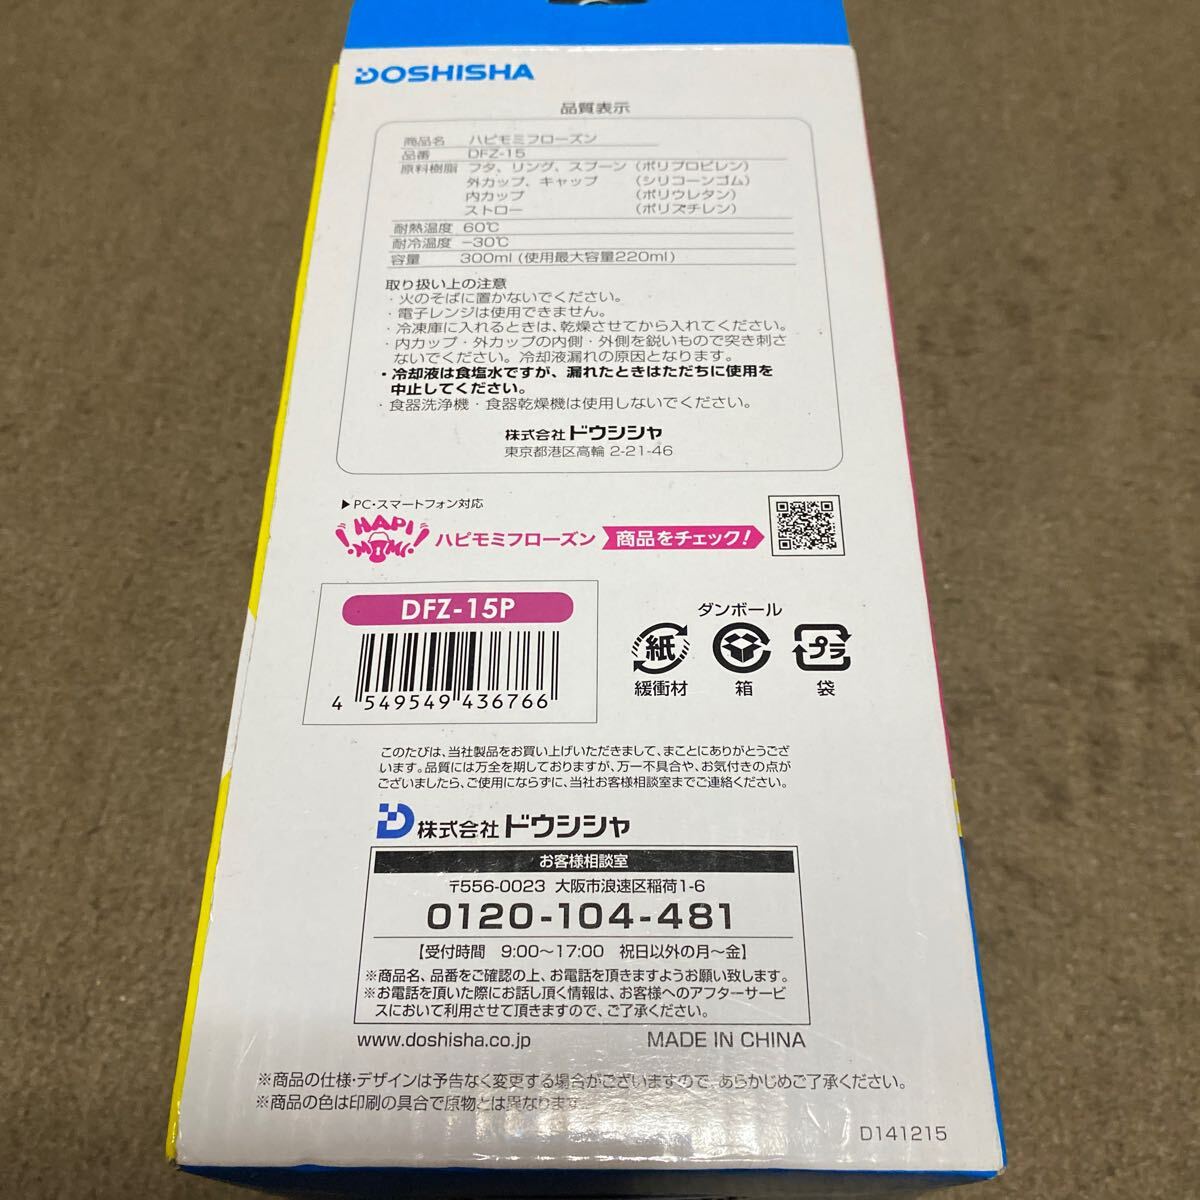 DOSHISHA
品質表示
商品名 ハピモミフローズン
品番 DFZ-15
原料樹脂 フタ、リング、スプーン (ポリプロピレン)
外カップ、キャップ (シリコーンゴム)
内カップ (ポリウレタン)
ストロー (ポリスチレン)
耐熱温度 60℃
耐冷温度 -30℃
容量 300ml (使用最大容量220ml)
取り扱い上の注意
・火のそばに置かないでください。
・電子レンジは使用できません。
・冷凍庫に入れるときは、乾燥させてから入れてください。
・内カップ・外カップの内側・外側を鋭いもので突き刺さ
ないでください。冷却液漏れの原因となります。
・冷却液は食塩水ですが、漏れたときはただちに使用を
中止してください。
・食器洗浄機・食器乾燥機は使用しないでください。
株式会社ドウシシャ
東京都港区高輪 2-21-46
▶PC・スマートフォン対応
HAPI MOMI ハピモミフローズン 商品をチェック!
DFZ-15P
4 549549 436766
ダンボール
紙 プラ
緩衝材 箱 袋
このたびは、当社製品をお買い上げいただきまして、まことにありがとうござ
います。品質には万全を期しておりますが、万一不具合や、お気付きの点が
ございましたら、ご使用にならずに、当社お客様相談室までご連絡ください。
株式会社ドウシシャ
お客様相談室
〒556-0023 大阪市浪速区稲荷1-6
0120-104-481
【受付時間 9:00~17:00 祝日以外の月~金】
※商品名、品番をご確認の上、お電話を頂きますようお願い致します。
※お電話を頂いた際にお話し頂く情報は、お客様へのアフターサービ
スにおいて利用させて頂きますので、ご了承ください。
www.doshisha.co.jp MADE IN CHINA
※商品の仕様・デザインは予告なく変更する場合がございますので、あらかじめご了承ください。
※商品の色は印刷の具合で原物とは異なります
D141215